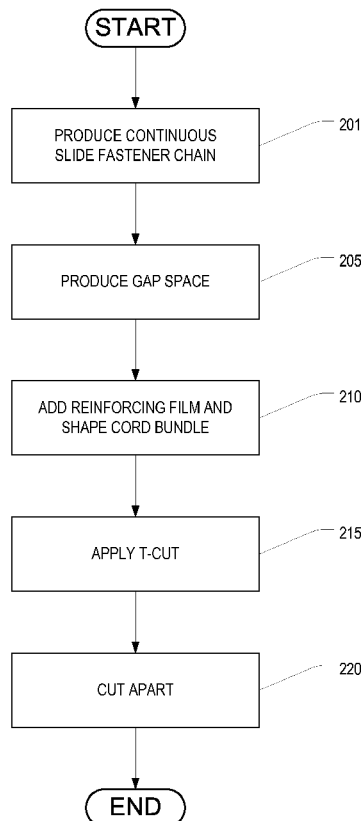 START
PRODUCE CONTINUOUS
SLIDE FASTENER CHAIN
201
PRODUCE GAP SPACE
205
ADD REINFORCING FILM AND
SHAPE CORD BUNDLE
210
APPLY T-CUT
215
CUT APART
220
END